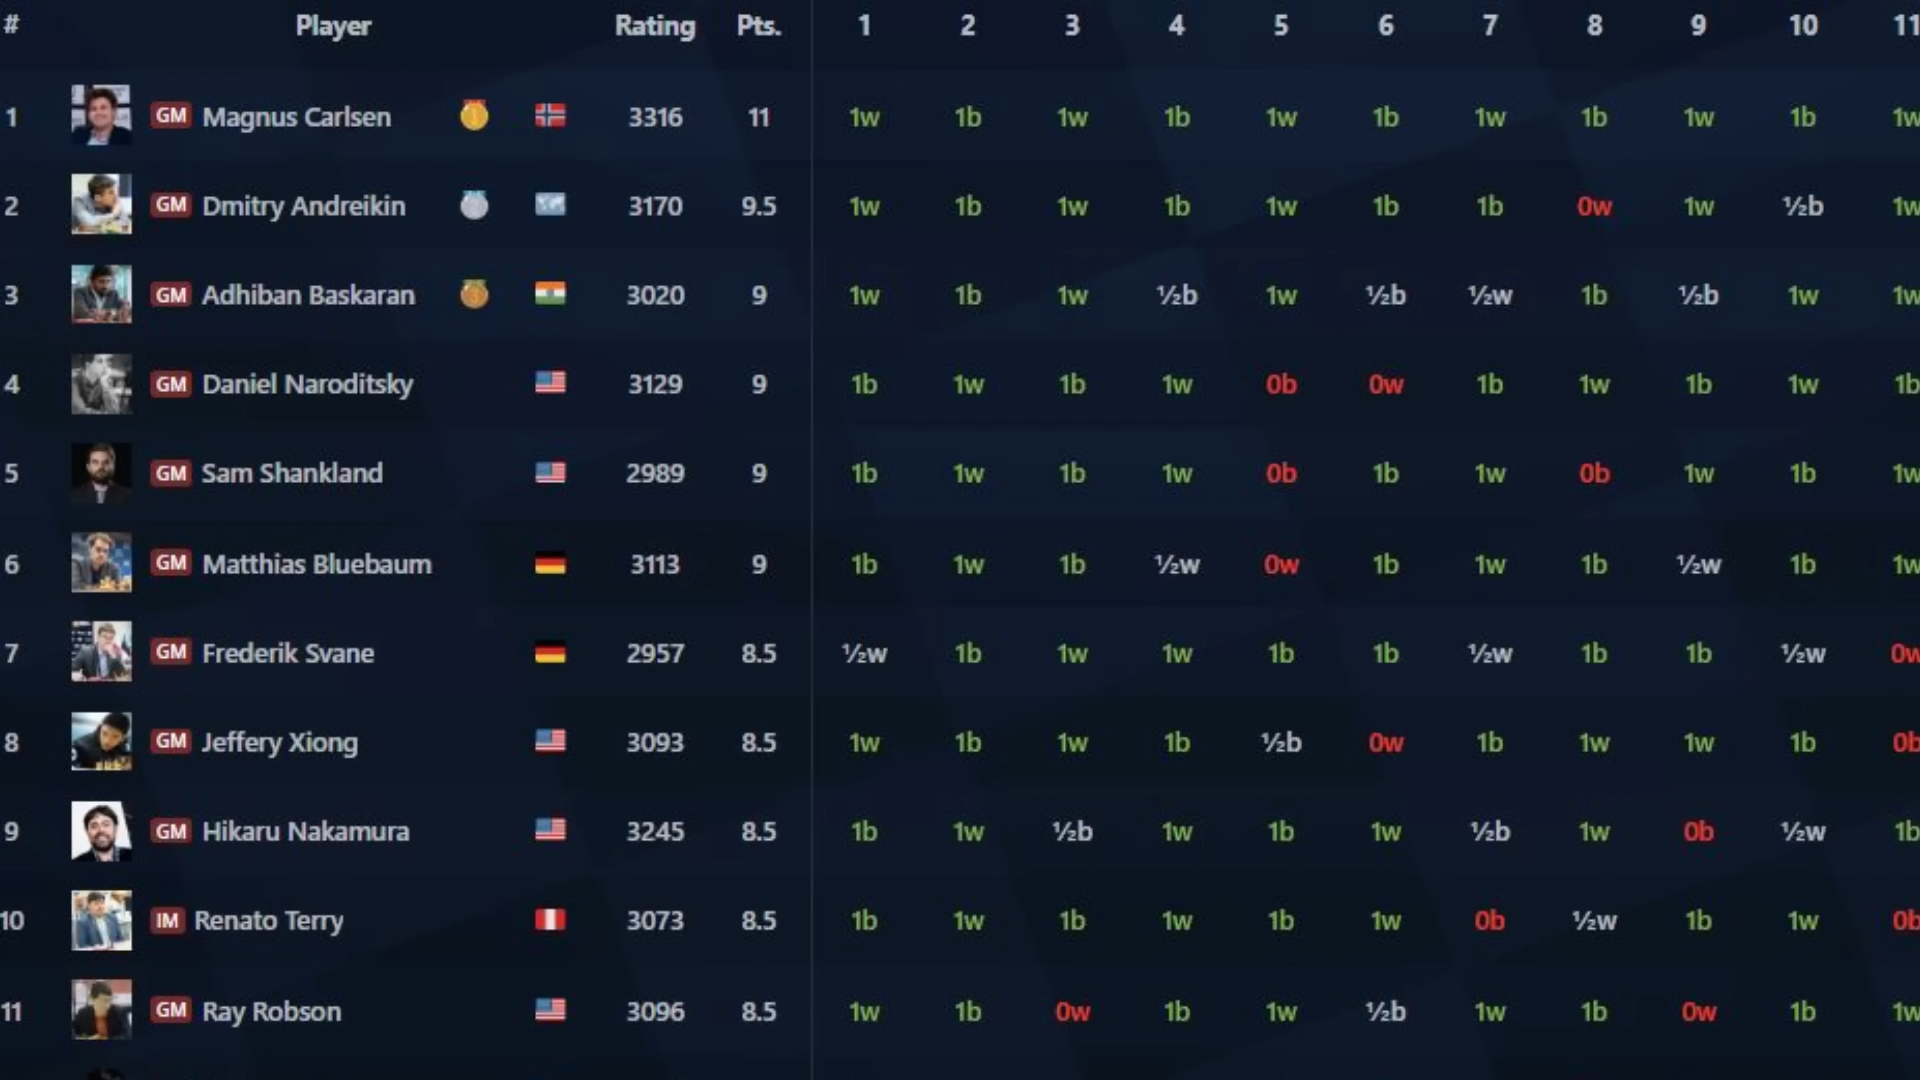 # Player Rating Pts. 1 2 3 4 5 6 7 8 9 10 11
1 GM Magnus Carlsen 3316 11 1w 1b 1w 1b 1w 1b 1w 1b 1w 1b 1w
2 GM Dmitry Andreikin 3170 9.5 1w 1b 1w 1b 1w 1b 1b 0w 1w ½b 1w
3 GM Adhiban Baskaran 3020 9 1w 1b 1w ½b 1w ½b ½w 1b ½b 1w 1w
4 GM Daniel Naroditsky 3129 9 1b 1w 1b 1w 0b 0w 1b 1w 1b 1w 1b
5 GM Sam Shankland 2989 9 1b 1w 1b 1w 0b 1b 1w 0b 1w 1b 1w
6 GM Matthias Bluebaum 3113 9 1b 1w 1b ½w 0w 1b 1w 1b ½w 1b 1w
7 GM Frederik Svane 2957 8.5 ½w 1b 1w 1w 1b 1b ½w 1b 1b ½w 0w
8 GM Jeffery Xiong 3093 8.5 1w 1b 1w 1b ½b 0w 1b 1w 1w 1b 0b
9 GM Hikaru Nakamura 3245 8.5 1b 1w ½b 1w 1b 1w ½b 1w 0b ½w 1b
10 IM Renato Terry 3073 8.5 1b 1w 1b 1w 1b 1w 0b ½w 1b 1w 0b
11 GM Ray Robson 3096 8.5 1w 1b 0w 1b 1w ½b 1w 1b 0w 1b 1w